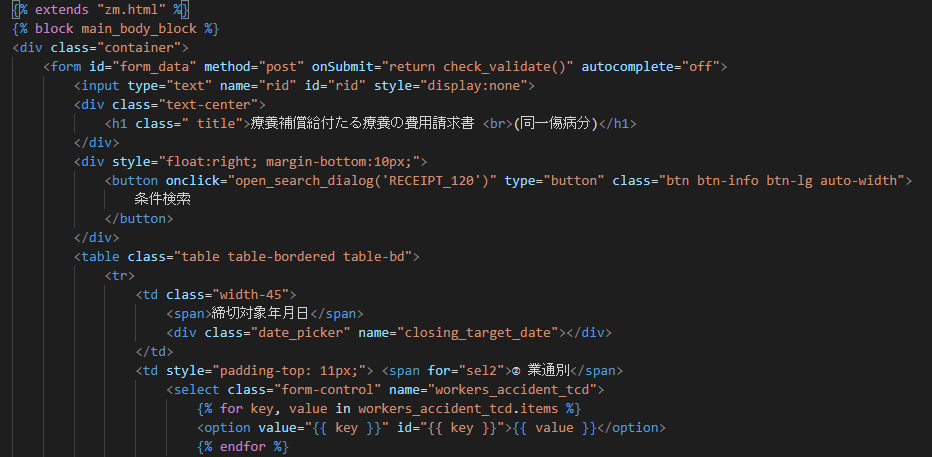 {% extends "zm.html" %}
{% block main_body_block %}
<div class="container">
<form id="form_data" method="post" onSubmit="return check_validate()" autocomplete="off">
<input type="text" name="rid" id="rid" style="display:none">
<div class="text-center">
<h1 class=" title">療養補償給付たる療養の費用請求書 <br>(同一傷病分)</h1>
</div>
<div style="float:right; margin-bottom:10px;">
<button onclick="open_search_dialog('RECEIPT_120')" type="button" class="btn btn-info btn-lg auto-width">
条件検索
</button>
</div>
<table class="table table-bordered table-bd">
<tr>
<td class="width-45">
<span>締切対象年月日</span>
<div class="date_picker" name="closing_target_date"></div>
</td>
<td style="padding-top: 11px;"> <span for="sel2">② 業通別</span>
<select class="form-control" name="workers_accident_tcd">
{% for key, value in workers_accident_tcd.items %}
<option value="{{ key }}" id="{{ key }}">{{ value }}</option>
{% endfor %}